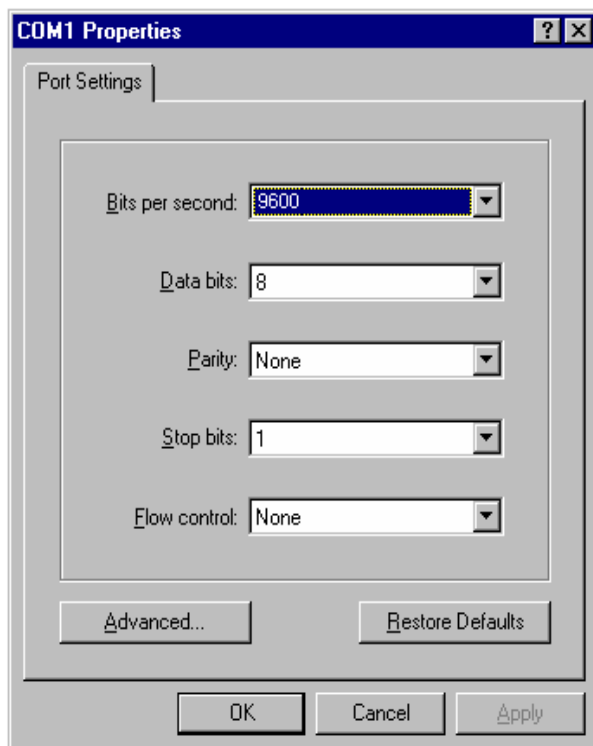 COM1 Properties
Port Settings
Bits per second: 9600
Data bits: 8
Parity: None
Stop bits: 1
Flow control: None
Advanced... Restore Defaults
OK Cancel Apply